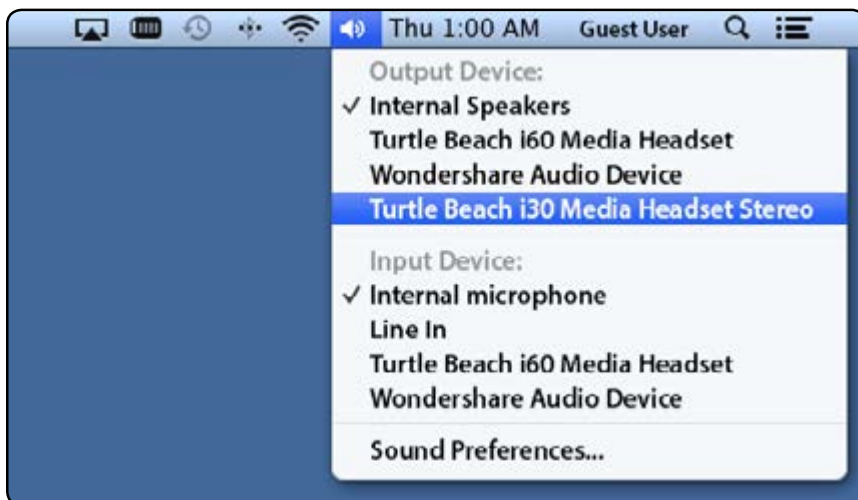 Thu 1:00 AM Guest User
Output Device:
✓ Internal Speakers
Turtle Beach i60 Media Headset
Wondershare Audio Device
Turtle Beach i30 Media Headset Stereo
Input Device:
✓ Internal microphone
Line In
Turtle Beach i60 Media Headset
Wondershare Audio Device
Sound Preferences...